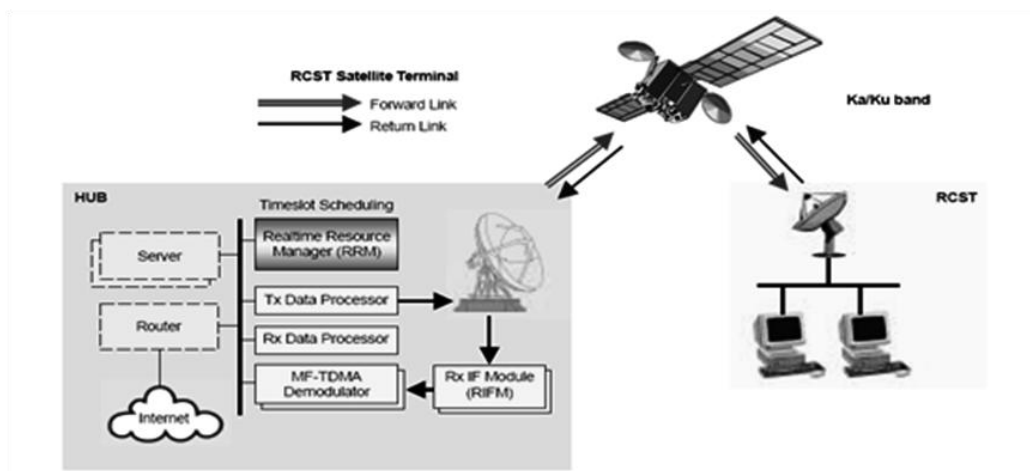 RCST Satellite Terminal
Forward Link
Return Link
Ka/Ku band
HUB
Timeslot Scheduling
Realtime Resource
Manager (RRM)
Server
Tx Data Processor
Router
Rx Data Processor
MF-TDMA
Demodulator
Rx IF Module
(RIFM)
Internet
RCST